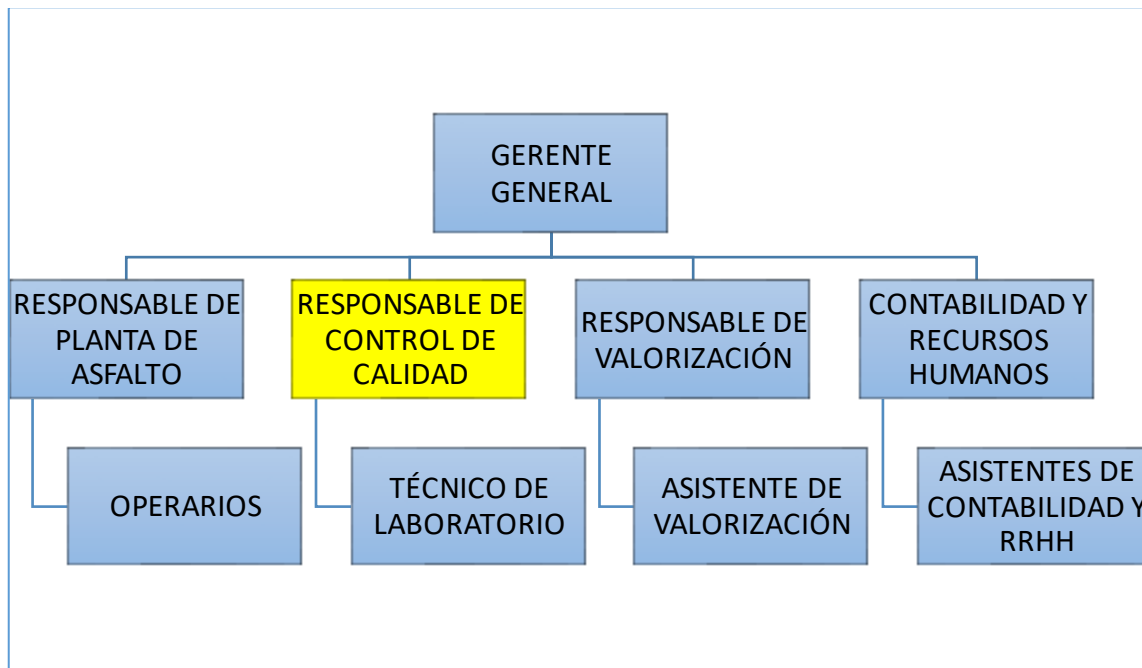 GERENTE
GENERAL
RESPONSABLE DE
PLANTA DE
ASFALTO
RESPONSABLE DE
CONTROL DE
CALIDAD
RESPONSABLE DE
VALORIZACIÓN
CONTABILIDAD Y
RECURSOS
HUMANOS
OPERARIOS
TÉCNICO DE
LABORATORIO
ASISTENTE DE
VALORIZACIÓN
ASISTENTES DE
CONTABILIDAD Y
RRHH